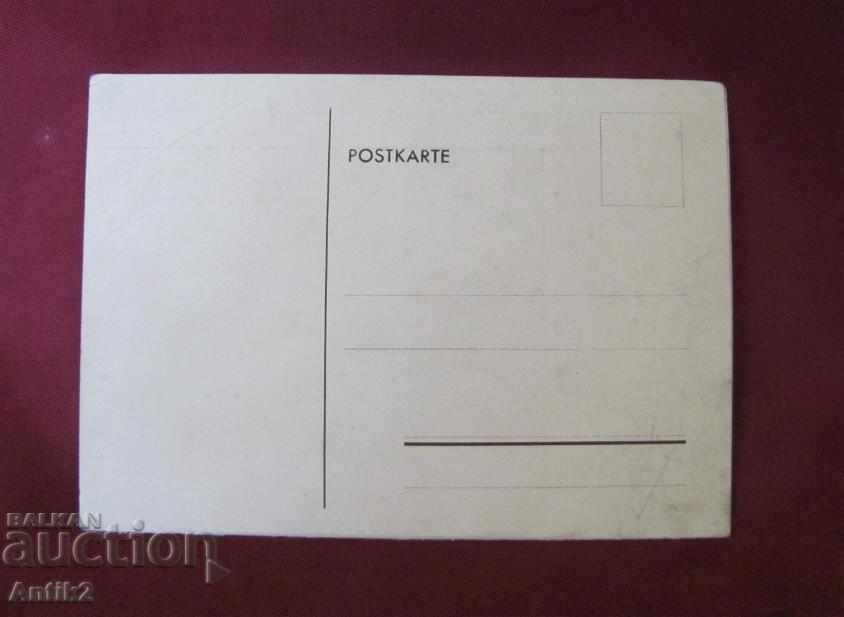 POSTKARTE
BALKAN
auction
Antik2